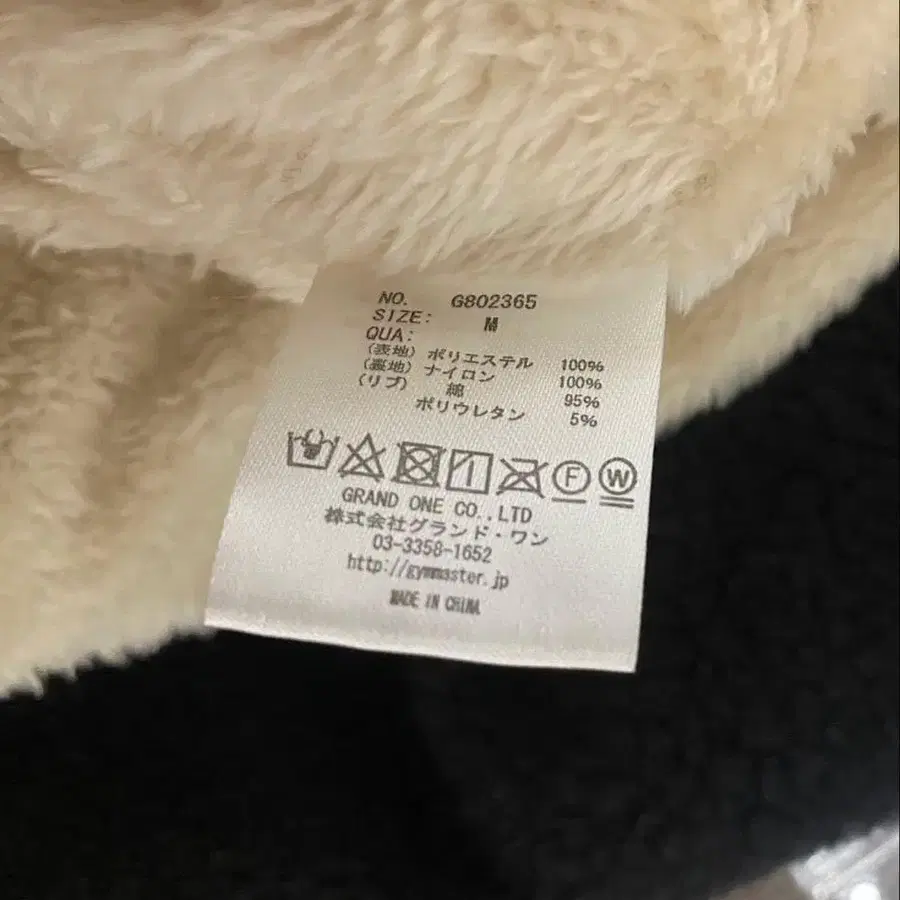 NO. G802365
SIZE: M
QUA:
(表地) ポリエステル 100%
(裏地) ナイロン 100%
(リブ) 綿 95%
ポリウレタン 5%
F W
GRAND ONE CO.,LTD
株式会社グランド・ワン
03-3358-1652
http://gymmaster.jp
MADE IN CHINA